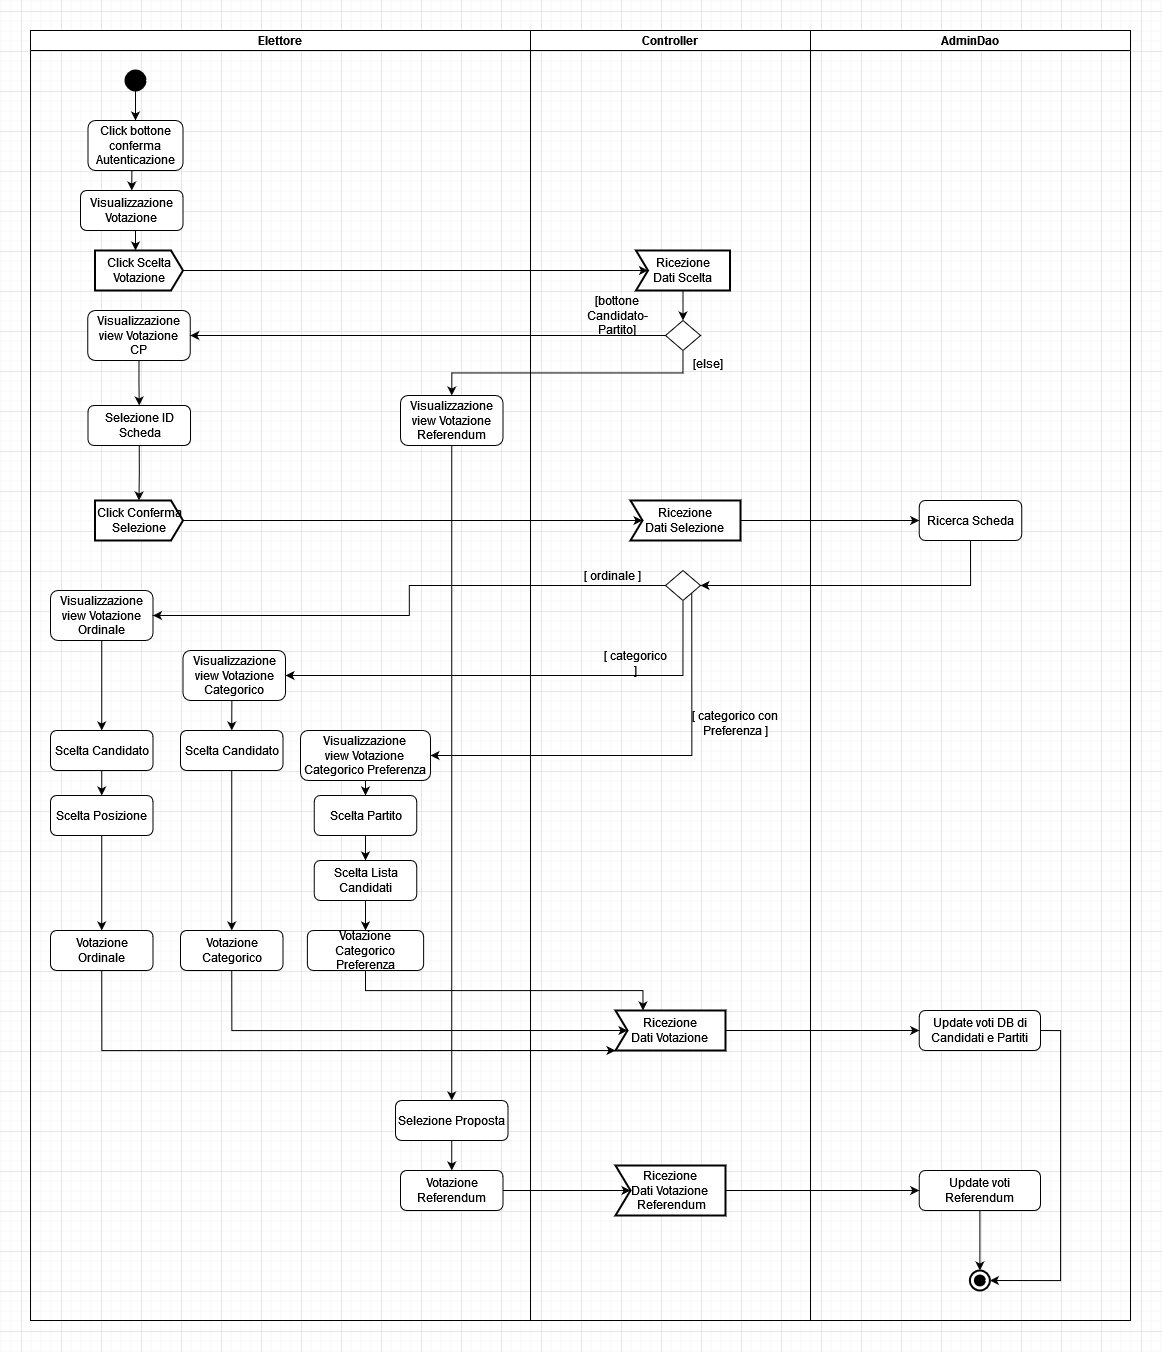 Elettore
Controller
AdminDao
Click bottone
conferma
Autenticazione
Visualizzazione
Votazione
Click Scelta
Votazione
Ricezione
Dati Scelta
[bottone
Candidato-
Partito]
Visualizzazione
view Votazione
CP
[else]
Visualizzazione
view Votazione
Referendum
Selezione ID
Scheda
Click Conferma
Selezione
Ricezione
Dati Selezione
Ricerca Scheda
[ ordinale ]
Visualizzazione
view Votazione
Ordinale
[ categorico
]
Visualizzazione
view Votazione
Categorico
[ categorico con
Preferenza ]
Visualizzazione
view Votazione
Categorico Preferenza
Scelta Candidato
Scelta Candidato
Scelta Posizione
Scelta Partito
Scelta Lista
Candidati
Votazione
Ordinale
Votazione
Categorico
Votazione
Categorico
Preferenza
Ricezione
Dati Votazione
Update voti DB di
Candidati e Partiti
Selezione Proposta
Votazione
Referendum
Ricezione
Dati Votazione
Referendum
Update voti
Referendum